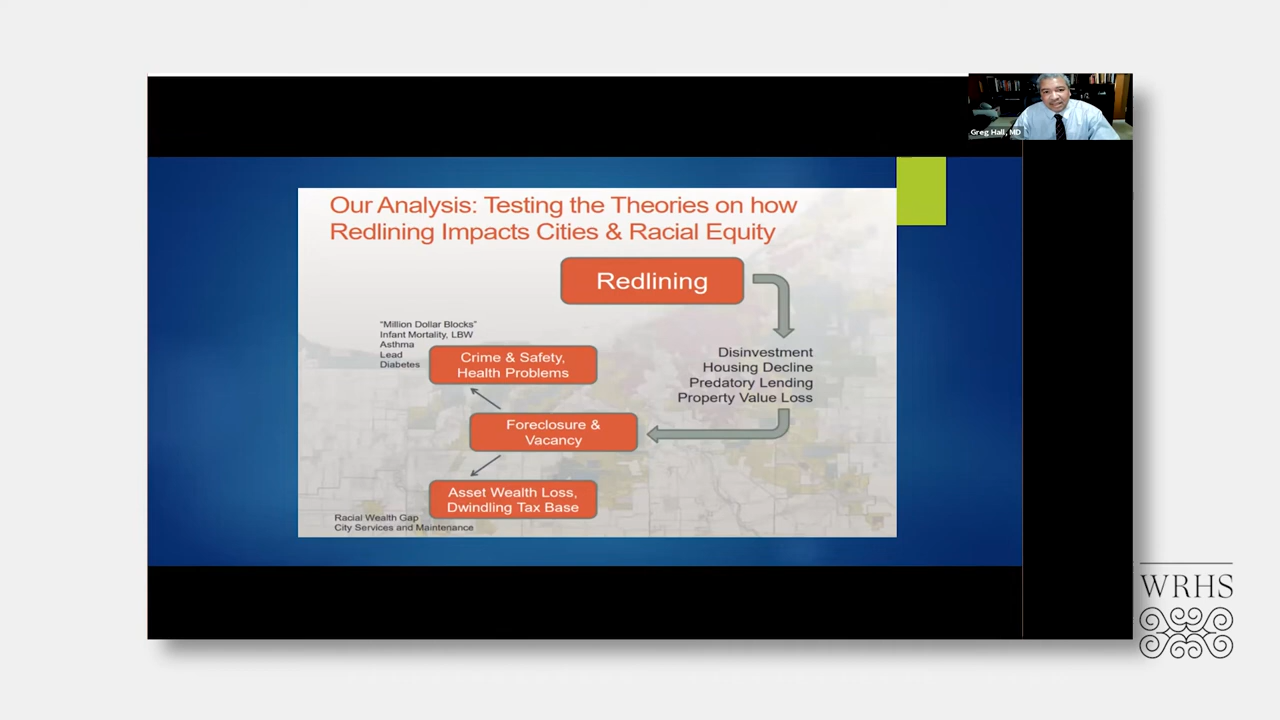 Greg Hall, MD
Our Analysis: Testing the Theories on how
Redlining Impacts Cities & Racial Equity
Redlining
"Million Dollar Blocks"
Infant Mortality, LBW
Asthma
Lead
Diabetes
Crime & Safety,
Health Problems
Disinvestment
Housing Decline
Predatory Lending
Property Value Loss
Foreclosure &
Vacancy
Asset Wealth Loss,
Dwindling Tax Base
Racial Wealth Gap
City Services and Maintenance
WRHS